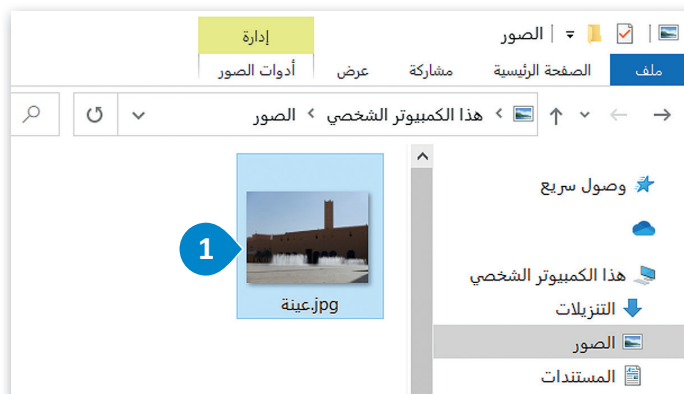 الصور
إدارة
ملف
الصفحة الرئيسية
مشاركة
عرض
أدوات الصور
هذا الكمبيوتر الشخصي
الصور
وصول سريع
هذا الكمبيوتر الشخصي
التنزيلات
الصور
المستندات
1
عينة.jpg